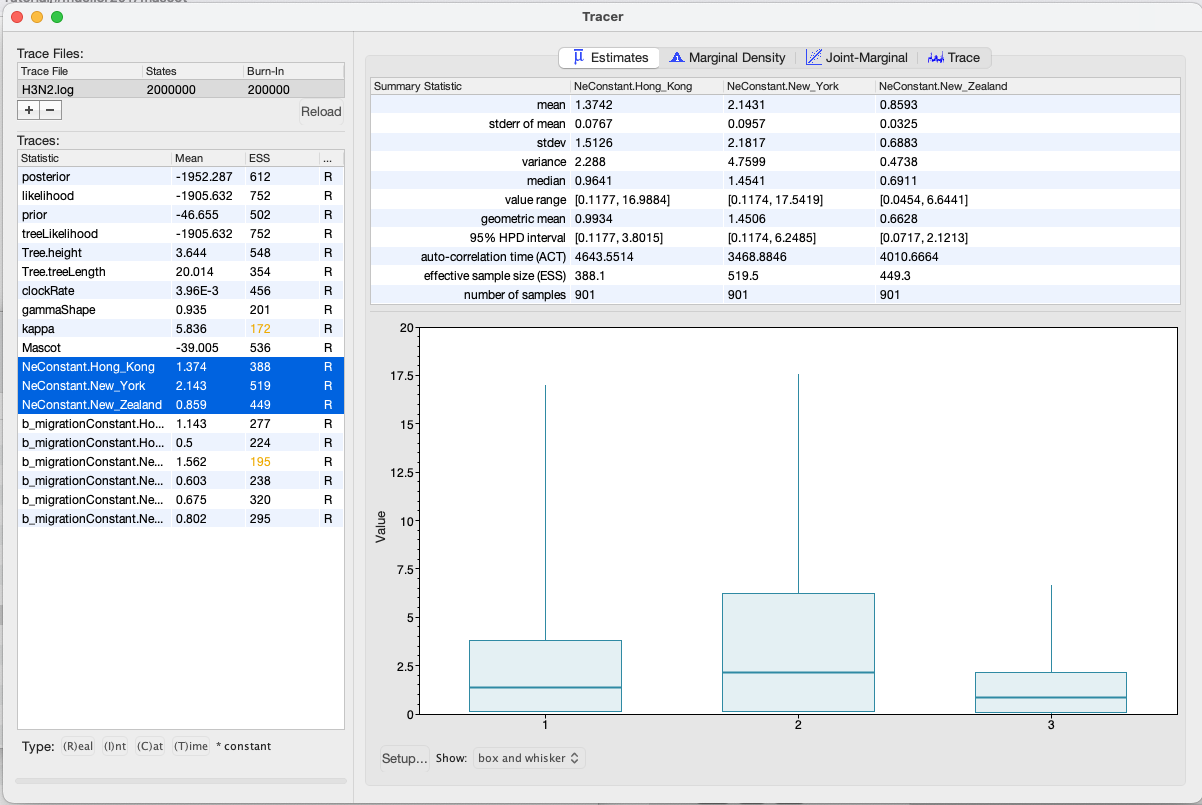 Tracer
Trace Files:
Trace File States Burn-In
H3N2.log 2000000 200000
+ −
Reload
Traces:
Statistic Mean ESS ...
posterior -1952.287 612 R
likelihood -1905.632 752 R
prior -46.655 502 R
treeLikelihood -1905.632 752 R
Tree.height 3.644 548 R
Tree.treeLength 20.014 354 R
clockRate 3.96E-3 456 R
gammaShape 0.935 201 R
kappa 5.836 172 R
Mascot -39.005 536 R
NeConstant.Hong_Kong 1.374 388 R
NeConstant.New_York 2.143 519 R
NeConstant.New_Zealand 0.859 449 R
b_migrationConstant.Ho... 1.143 277 R
b_migrationConstant.Ho... 0.5 224 R
b_migrationConstant.Ne... 1.562 195 R
b_migrationConstant.Ne... 0.603 238 R
b_migrationConstant.Ne... 0.675 320 R
b_migrationConstant.Ne... 0.802 295 R
Type: (R)eal (I)nt (C)at (T)ime * constant
μ Estimates Marginal Density Joint-Marginal Trace
Summary Statistic NeConstant.Hong_Kong NeConstant.New_York NeConstant.New_Zealand
mean 1.3742 2.1431 0.8593
stderr of mean 0.0767 0.0957 0.0325
stdev 1.5126 2.1817 0.6883
variance 2.288 4.7599 0.4738
median 0.9641 1.4541 0.6911
value range [0.1177, 16.9884] [0.1174, 17.5419] [0.0454, 6.6441]
geometric mean 0.9934 1.4506 0.6628
95% HPD interval [0.1177, 3.8015] [0.1174, 6.2485] [0.0717, 2.1213]
auto-correlation time (ACT) 4643.5514 3468.8846 4010.6664
effective sample size (ESS) 388.1 519.5 449.3
number of samples 901 901 901
20
17.5
15
12.5
10
7.5
5
2.5
0
Value
1 2 3
Setup... Show: box and whisker